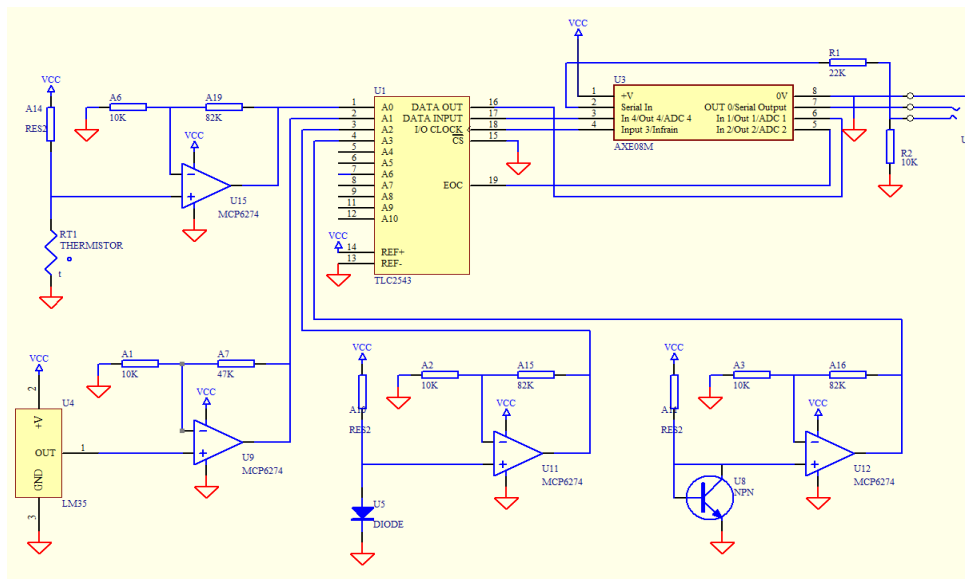 VCC
R1
22K
VCC
A14
RES2
A6
10K
A19
82K
VCC
U15
MCP6274
RT1
THERMISTOR
t
U1
1 A0 DATA OUT 16
2 A1 DATA INPUT 17
3 A2 I/O CLOCK 18
4 A3 CS 15
5 A4
6 A5
7 A6
8 A7 EOC 19
9 A8
11 A9
12 A10
VCC
14 REF+
13 REF-
TLC2543
U3
1 +V 0V 8
2 Serial In OUT 0/Serial Output 7
3 In 4/Out 4/ADC 4 In 1/Out 1/ADC 1 6
4 Input 3/Infrain In 2/Out 2/ADC 2 5
AXE08M
R2
10K
VCC
2
U4
+V
OUT 1
GND
LM35
3
A1
10K
A7
47K
VCC
U9
MCP6274
VCC
RES2
A2
10K
A15
82K
VCC
U11
MCP6274
U5
DIODE
VCC
RES2
A3
10K
A16
82K
VCC
U12
MCP6274
U8
NPN